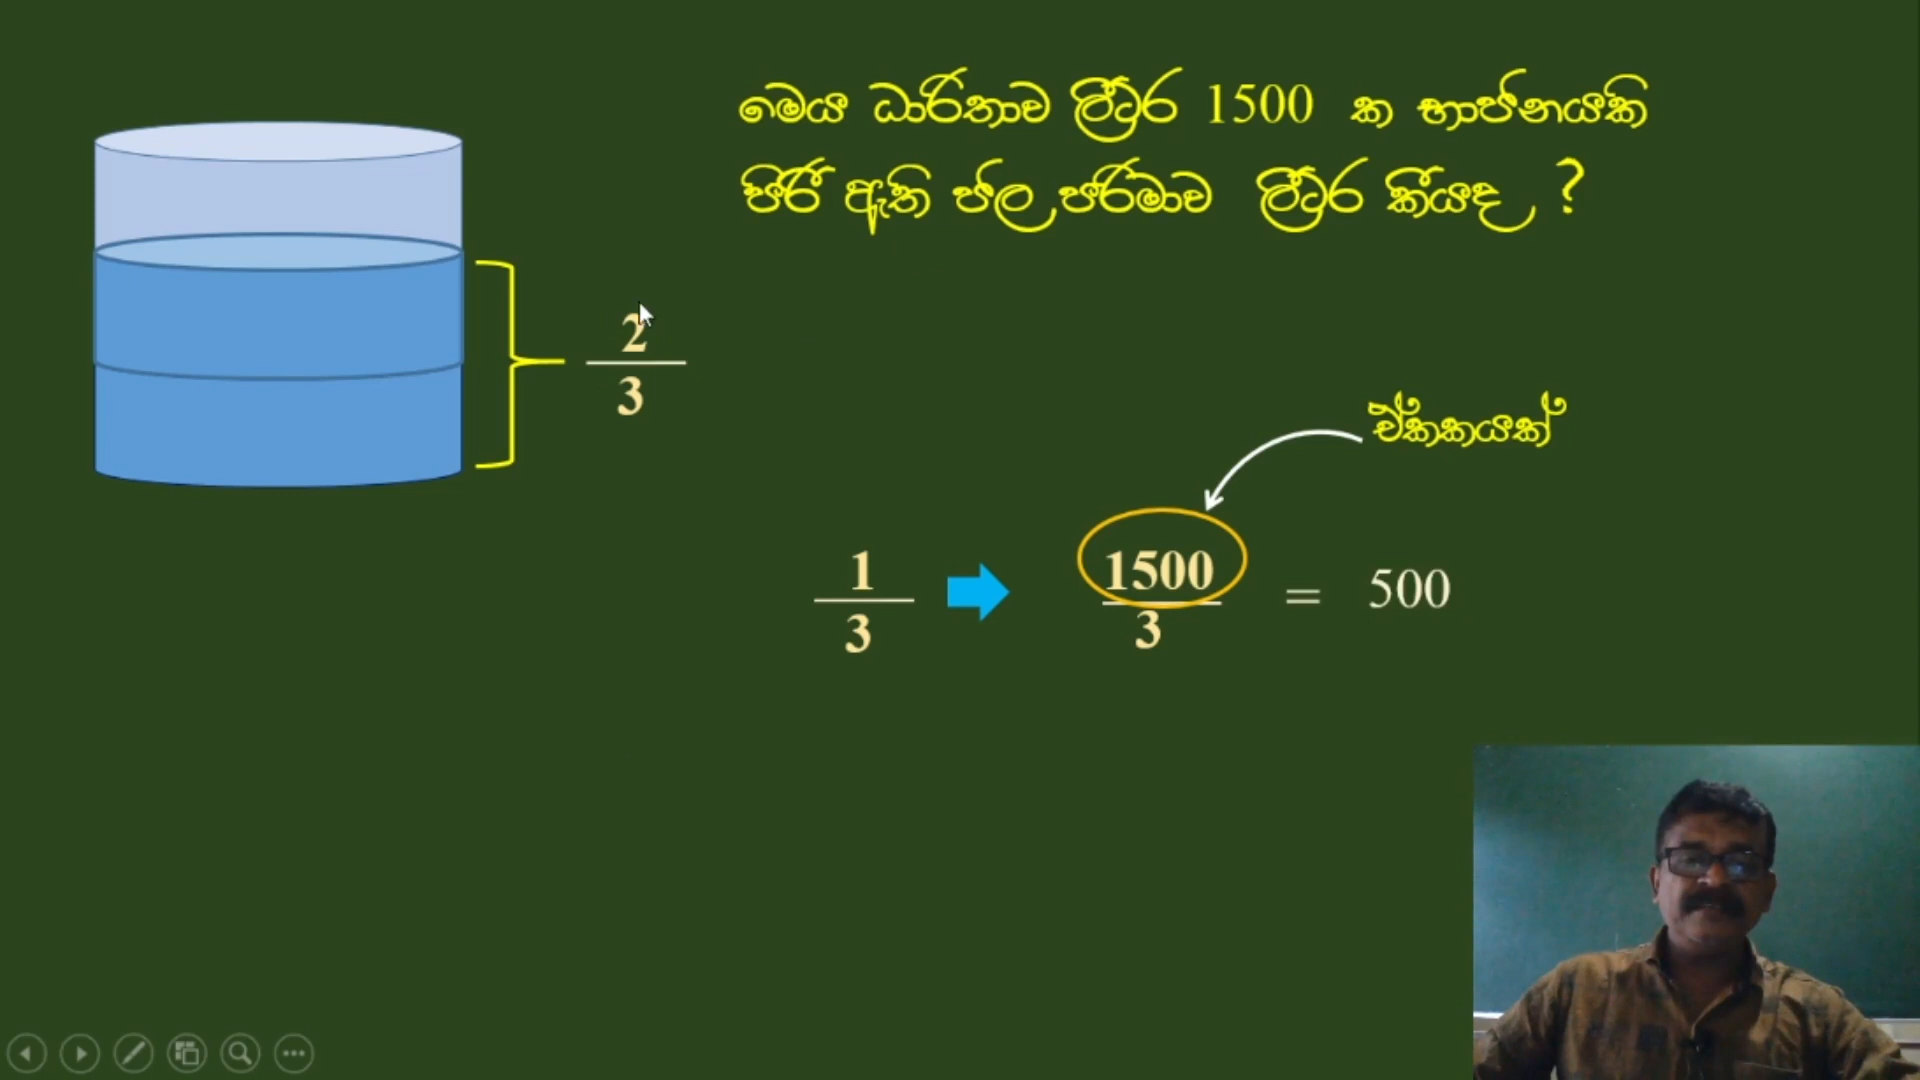 මෙය ධාරිතාව ලීටර 1500 ක භාජනයකි
පිරී ඇති ජල පරිමාව ලීටර කීයද ?
2
3
ඒකකයක්
1
3
1500
3
= 500